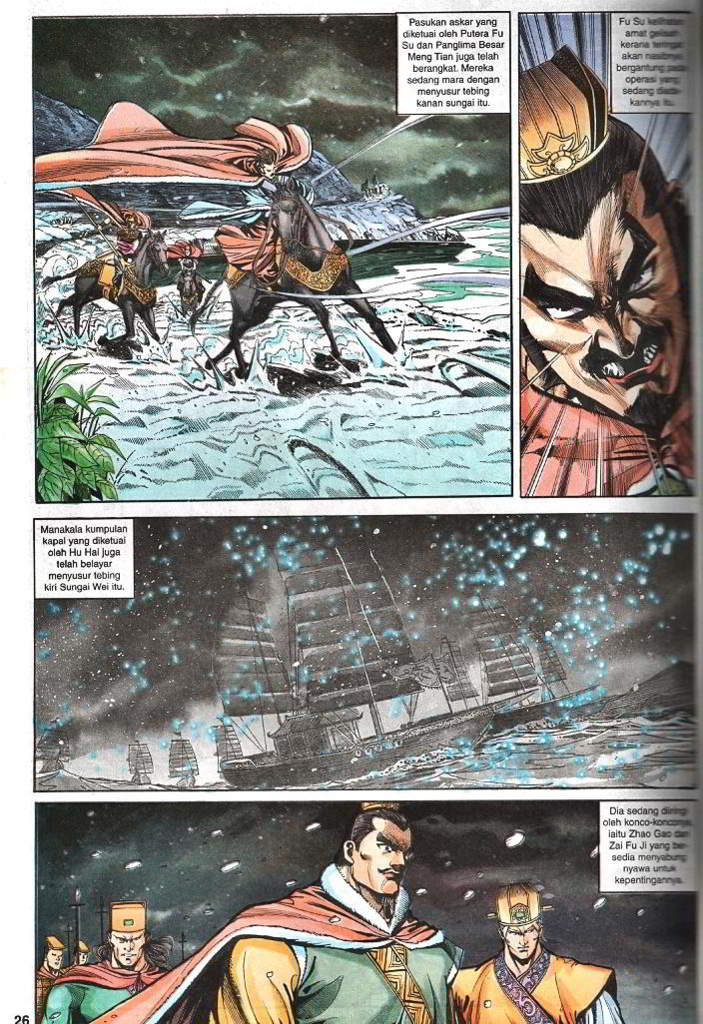 Pasukan askar yang
diketuai oleh Putera Fu
Su dan Panglima Besar
Meng Tian juga telah
berangkat. Mereka
sedang mara dengan
menyusur tebing
kanan sungai itu.
Fu Su kelihatan
amat gelisah
kerana teringat
akan nasibnya
bergantung pada
operasi yang
sedang diada-
kannya itu.
Manakala kumpulan
kapal yang diketuai
oleh Hu Hai juga
telah belayar
menyusur tebing
kiri Sungai Wei itu.
Dia sedang diiringi
oleh konco-konconya
iaitu Zhao Gao dan
Zai Fu Ji yang ber-
sedia menyabung
nyawa untuk
kepentingannya.
26